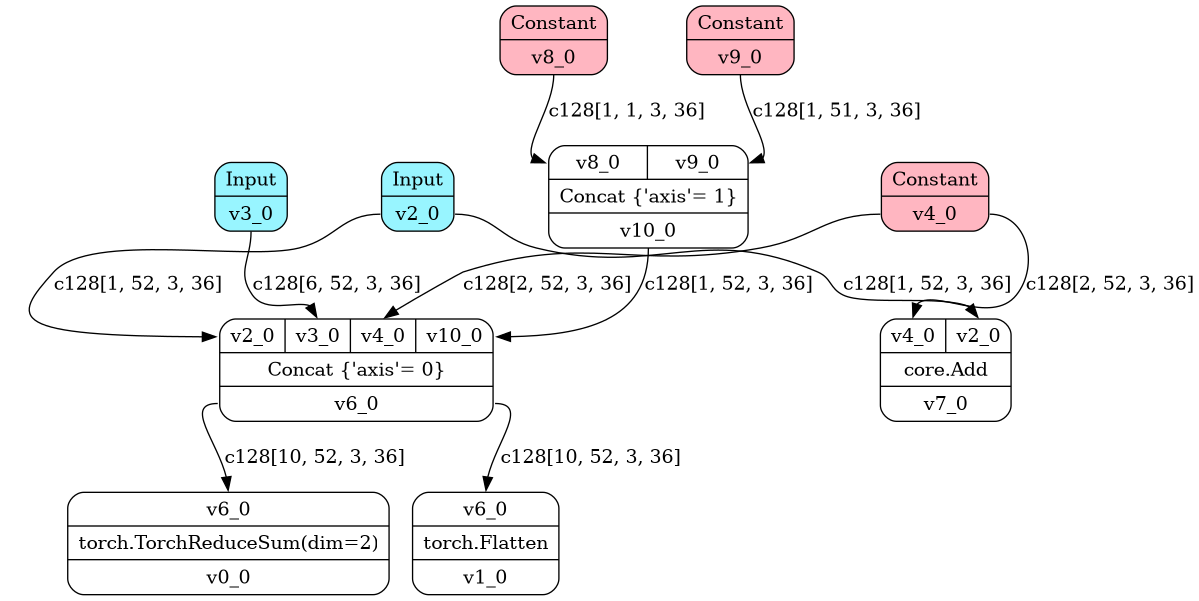 Constant
v8_0
Constant
v9_0
c128[1, 1, 3, 36]
c128[1, 51, 3, 36]
Input
v3_0
Input
v2_0
v8_0 v9_0
Concat {'axis'= 1}
v10_0
Constant
v4_0
c128[1, 52, 3, 36]
c128[6, 52, 3, 36]
c128[2, 52, 3, 36]
c128[1, 52, 3, 36]
c128[1, 52, 3, 36]
c128[2, 52, 3, 36]
v2_0 v3_0 v4_0 v10_0
Concat {'axis'= 0}
v6_0
v4_0 v2_0
core.Add
v7_0
c128[10, 52, 3, 36]
c128[10, 52, 3, 36]
v6_0
torch.TorchReduceSum(dim=2)
v0_0
v6_0
torch.Flatten
v1_0